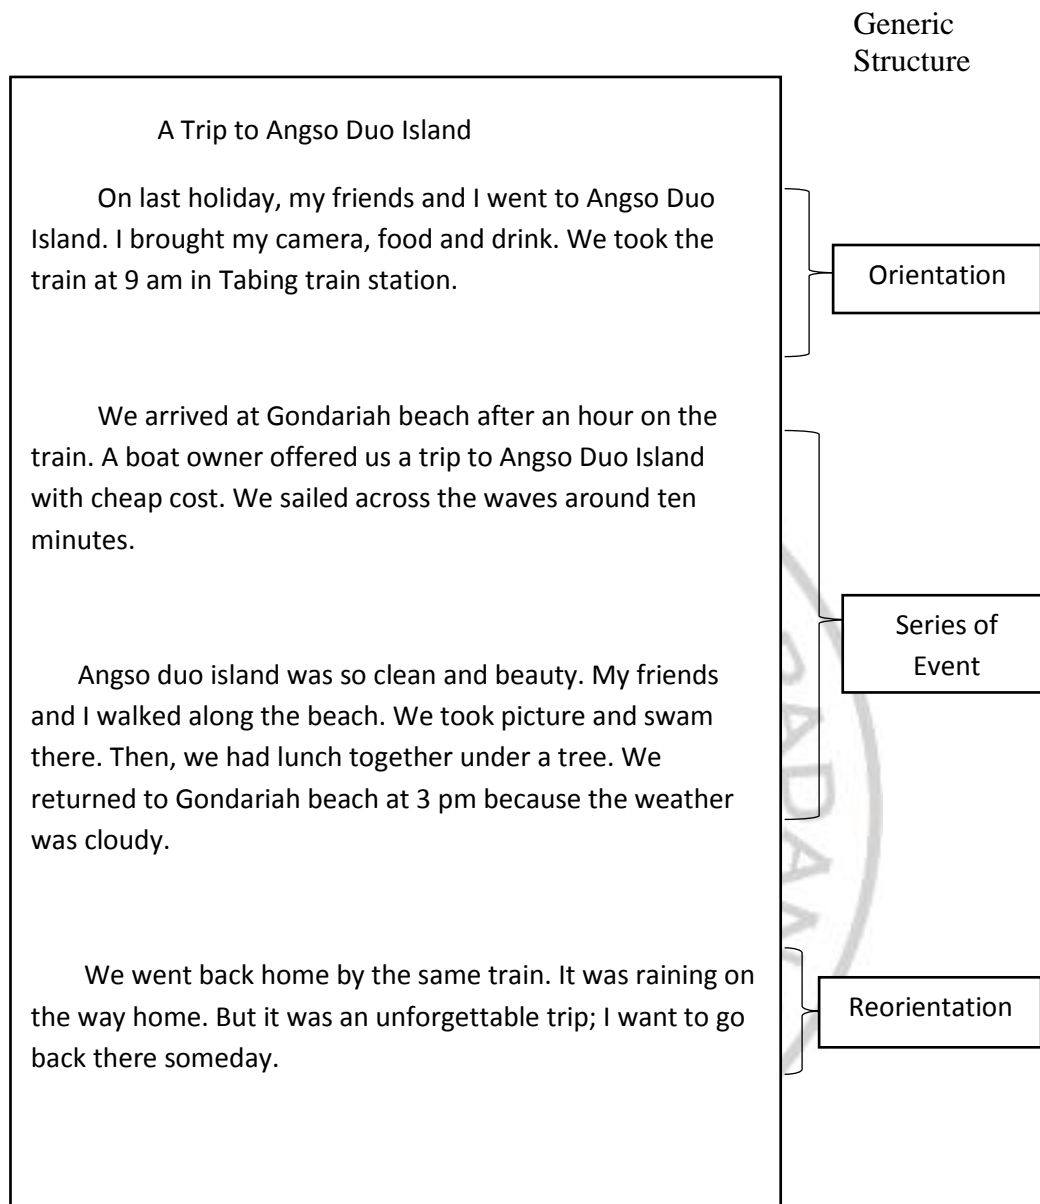 Generic
Structure
A Trip to Angso Duo Island
On last holiday, my friends and I went to Angso Duo
Island. I brought my camera, food and drink. We took the
train at 9 am in Tabing train station.
Orientation
We arrived at Gondariah beach after an hour on the
train. A boat owner offered us a trip to Angso Duo Island
with cheap cost. We sailed across the waves around ten
minutes.
Angso duo island was so clean and beauty. My friends
and I walked along the beach. We took picture and swam
there. Then, we had lunch together under a tree. We
returned to Gondariah beach at 3 pm because the weather
was cloudy.
Series of
Event
We went back home by the same train. It was raining on
the way home. But it was an unforgettable trip; I want to go
back there someday.
Reorientation